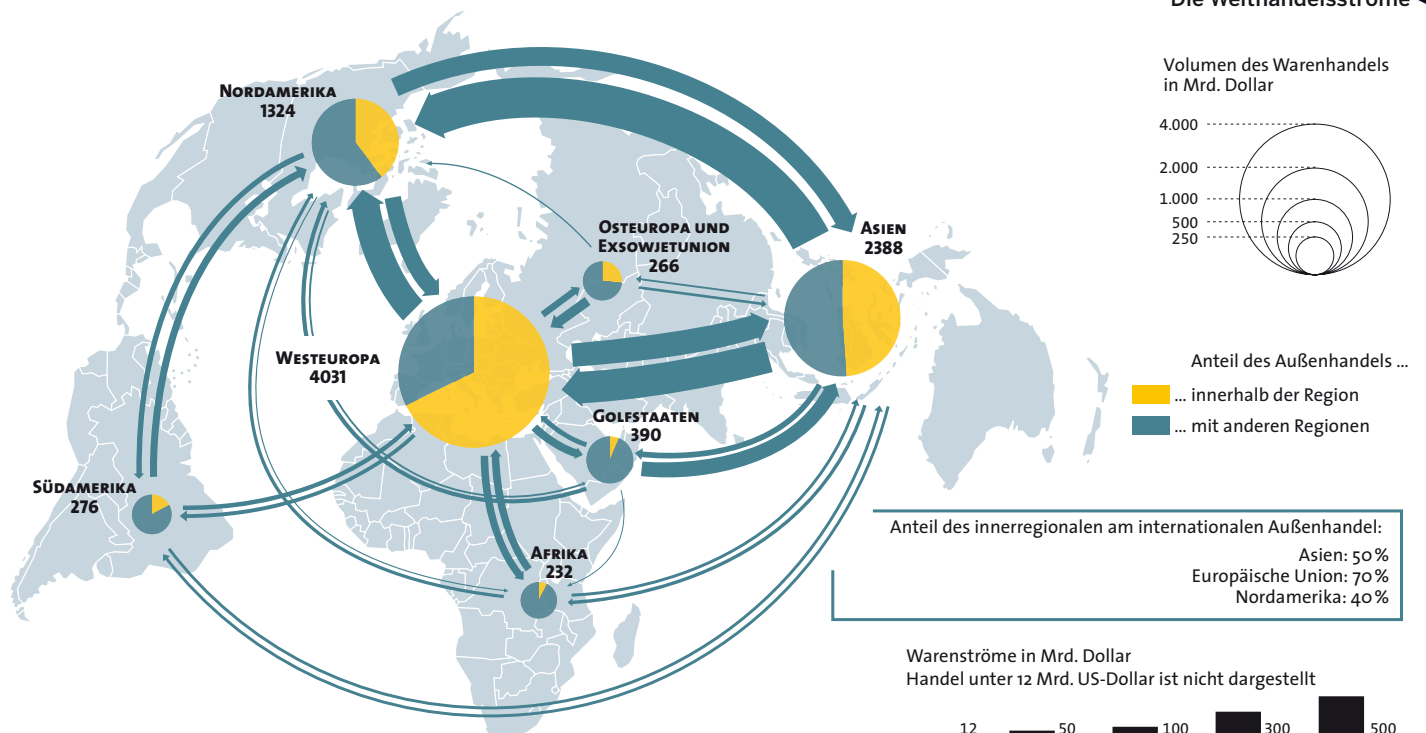 Die Welthandelsströme
NORDAMERIKA
1324
Volumen des Warenhandels
in Mrd. Dollar
4.000
2.000
1.000
500
250
OSTEUROPA UND
EXSOWJETUNION
266
ASIEN
2388
WESTEUROPA
4031
Anteil des Außenhandels ...
... innerhalb der Region
... mit anderen Regionen
GOLFSTAATEN
390
SÜDAMERIKA
276
AFRIKA
232
Anteil des innerregionalen am internationalen Außenhandel:
Asien: 50%
Europäische Union: 70%
Nordamerika: 40%
Warenströme in Mrd. Dollar
Handel unter 12 Mrd. US-Dollar ist nicht dargestellt
12 50 100 300 500